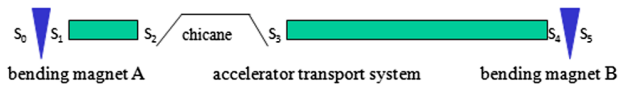 S₀ S₁ S₂ chicane S₃ S₄ S₅
bending magnet A accelerator transport system bending magnet B